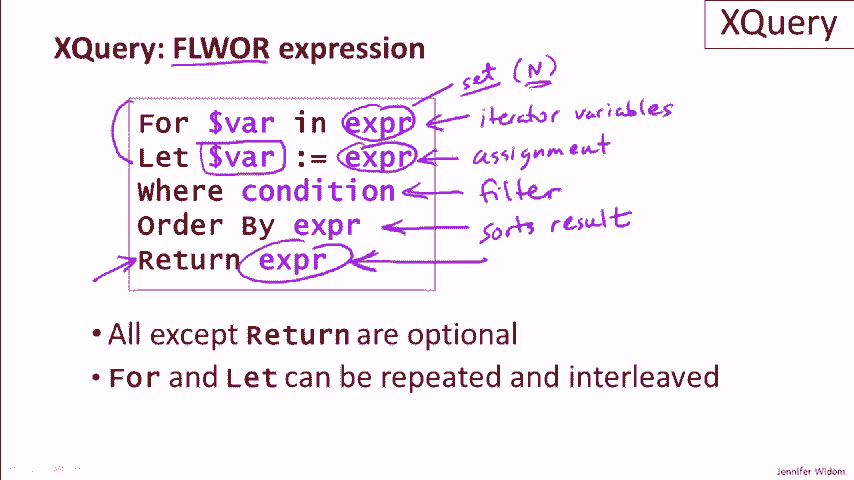 XQuery
XQuery: FLWOR expression
set (N)
For $var in expr iterator variables
Let $var := expr assignment
Where condition filter
Order By expr sorts result
Return expr
• All except Return are optional
• For and Let can be repeated and interleaved
Jennifer Widom